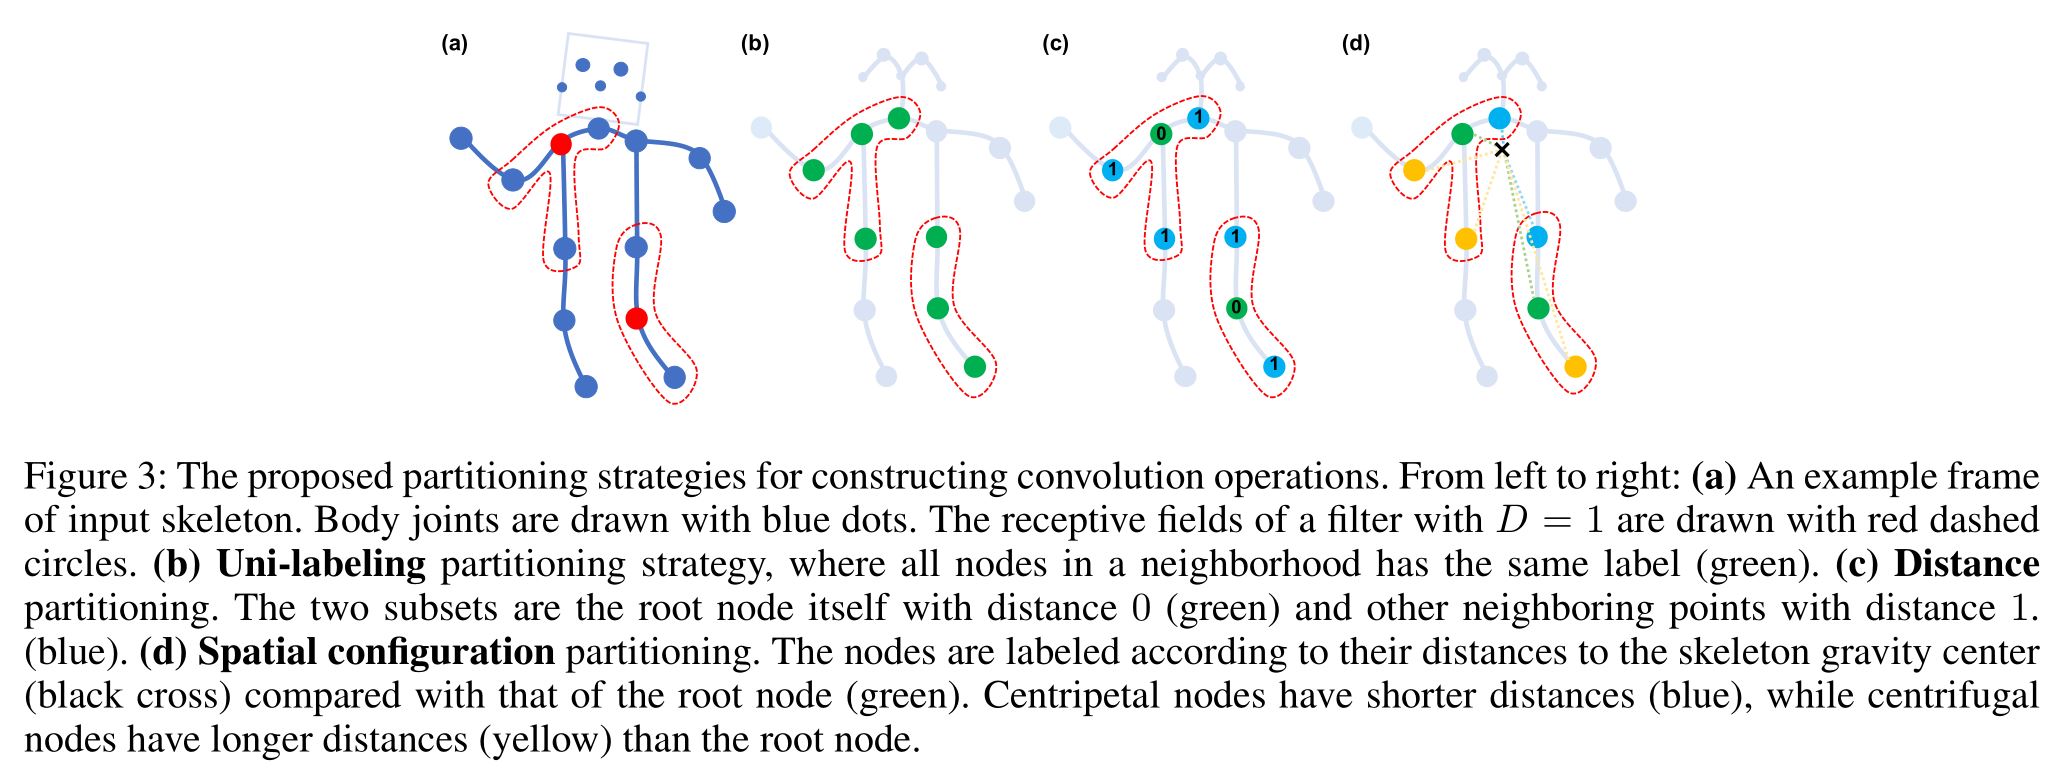 (a) (b) (c) (d)
1
0
1
1 1
0
1
Figure 3: The proposed partitioning strategies for constructing convolution operations. From left to right: (a) An example frame
of input skeleton. Body joints are drawn with blue dots. The receptive fields of a filter with D = 1 are drawn with red dashed
circles. (b) Uni-labeling partitioning strategy, where all nodes in a neighborhood has the same label (green). (c) Distance
partitioning. The two subsets are the root node itself with distance 0 (green) and other neighboring points with distance 1.
(blue). (d) Spatial configuration partitioning. The nodes are labeled according to their distances to the skeleton gravity center
(black cross) compared with that of the root node (green). Centripetal nodes have shorter distances (blue), while centrifugal
nodes have longer distances (yellow) than the root node.